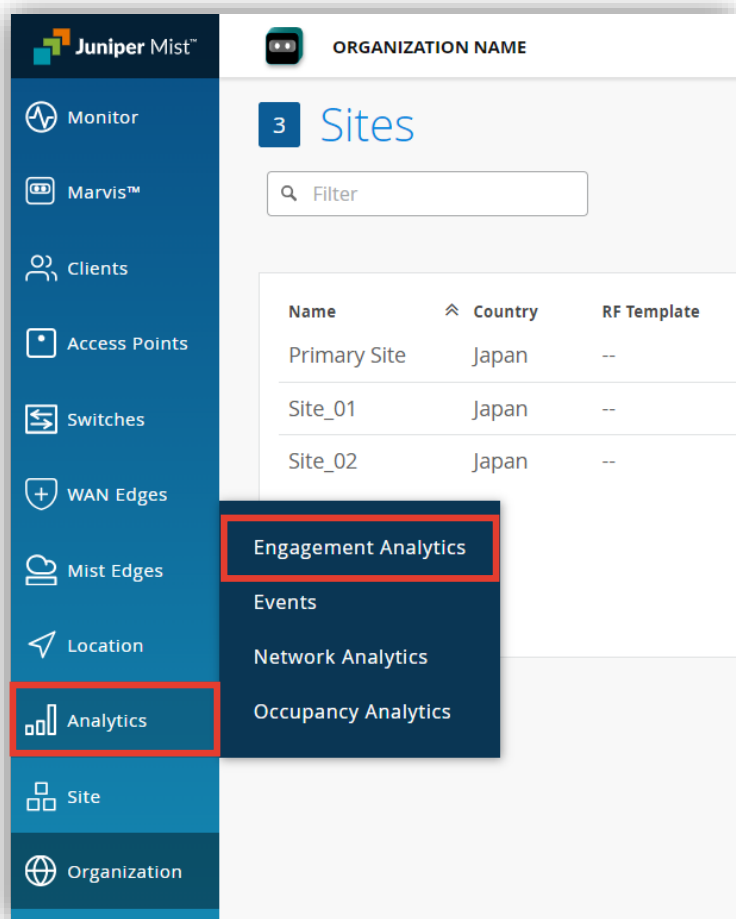 Juniper Mist™
ORGANIZATION NAME
Monitor
Marvis™
Clients
Access Points
Switches
WAN Edges
Mist Edges
Location
Analytics
Site
Organization
3 Sites
Filter
Name Country RF Template
Primary Site Japan --
Site_01 Japan --
Site_02 Japan --
Engagement Analytics
Events
Network Analytics
Occupancy Analytics